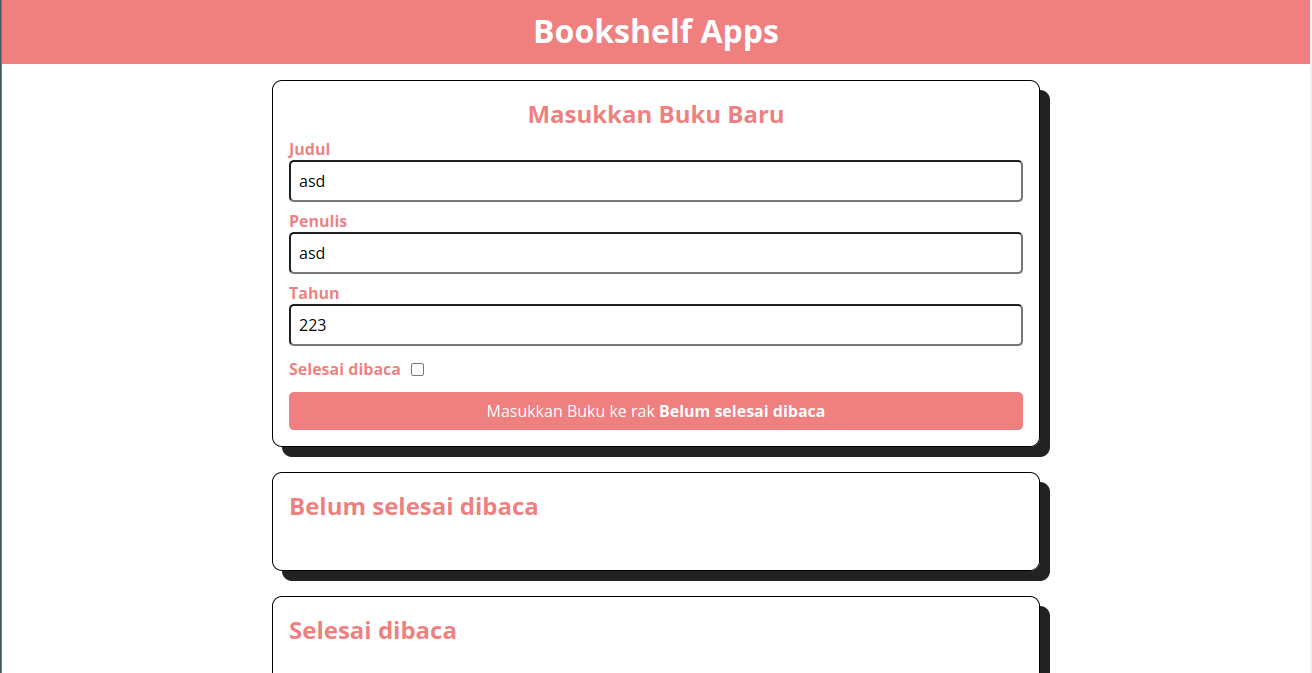 Bookshelf Apps
Masukkan Buku Baru
Judul
asd
Penulis
asd
Tahun
223
Selesai dibaca
Masukkan Buku ke rak Belum selesai dibaca
Belum selesai dibaca
Selesai dibaca